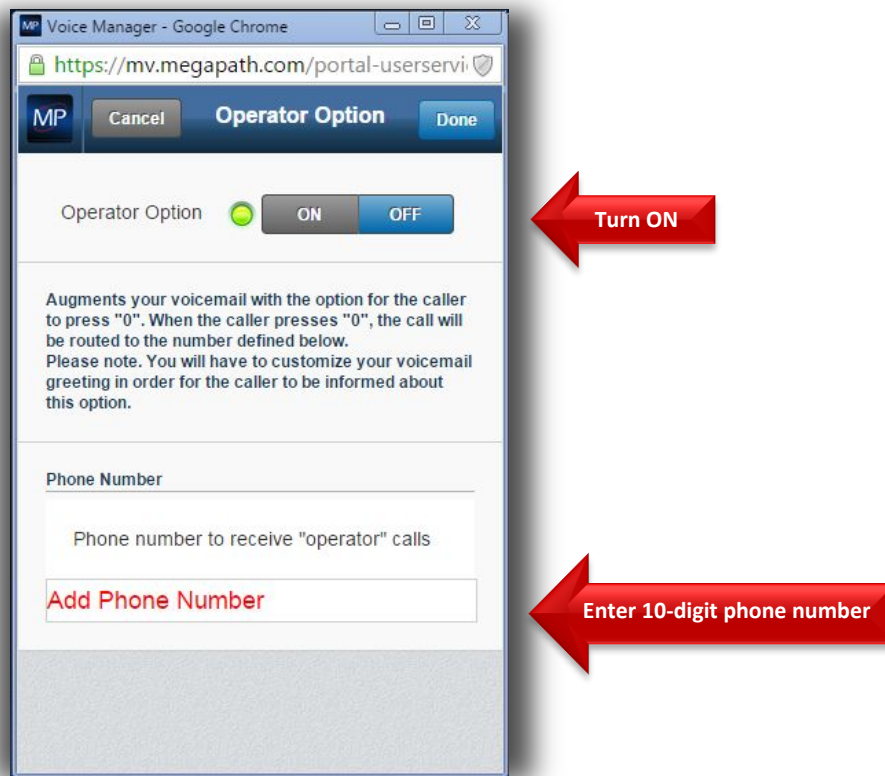 MP Voice Manager - Google Chrome
https://mv.megapath.com/portal-userservi
MP Cancel Operator Option Done
Operator Option ON OFF
Turn ON
Augments your voicemail with the option for the caller
to press "0". When the caller presses "0", the call will
be routed to the number defined below.
Please note. You will have to customize your voicemail
greeting in order for the caller to be informed about
this option.
Phone Number
Phone number to receive "operator" calls
Add Phone Number
Enter 10-digit phone number